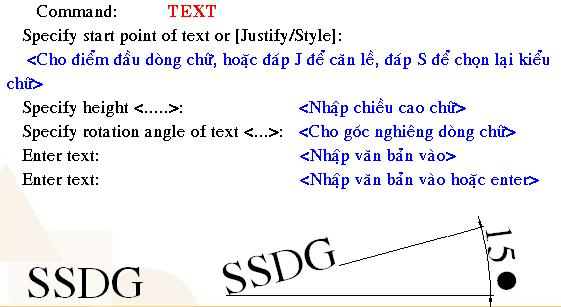 Command: TEXT
Specify start point of text or [Justify/Style]:
<Cho điểm đầu dòng chữ, hoặc đáp J để căn lề, đáp S để chọn lại kiểu
chữ>
Specify height <.....>: <Nhập chiều cao chữ>
Specify rotation angle of text <...>: <Cho góc nghiêng dòng chữ>
Enter text: <Nhập văn bản vào>
Enter text: <Nhập văn bản vào hoặc enter>
SSDG
SSDG
15●